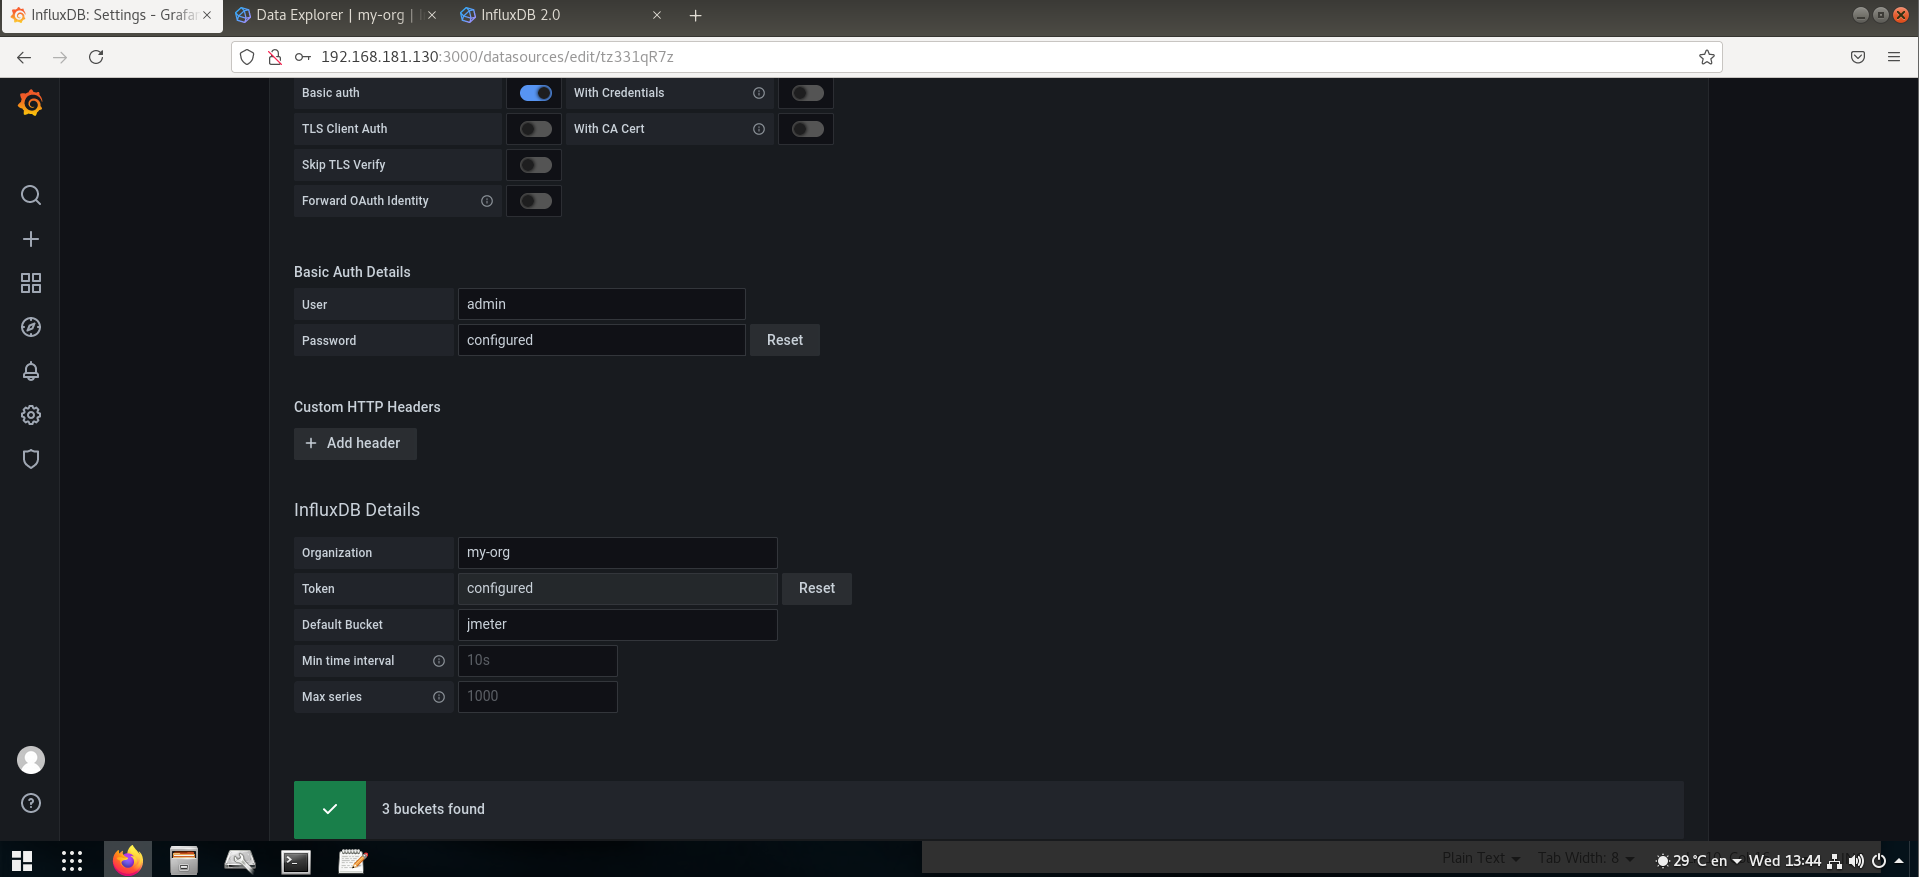 InfluxDB: Settings - Grafan
Data Explorer | my-org |
InfluxDB 2.0
192.168.181.130:3000/datasources/edit/tz331qR7z
Basic auth
With Credentials
TLS Client Auth
With CA Cert
Skip TLS Verify
Forward OAuth Identity
Basic Auth Details
User admin
Password configured Reset
Custom HTTP Headers
+ Add header
InfluxDB Details
Organization my-org
Token configured Reset
Default Bucket jmeter
Min time interval 10s
Max series 1000
3 buckets found
Plain Text Tab Width: 8
29 °C en Wed 13:44